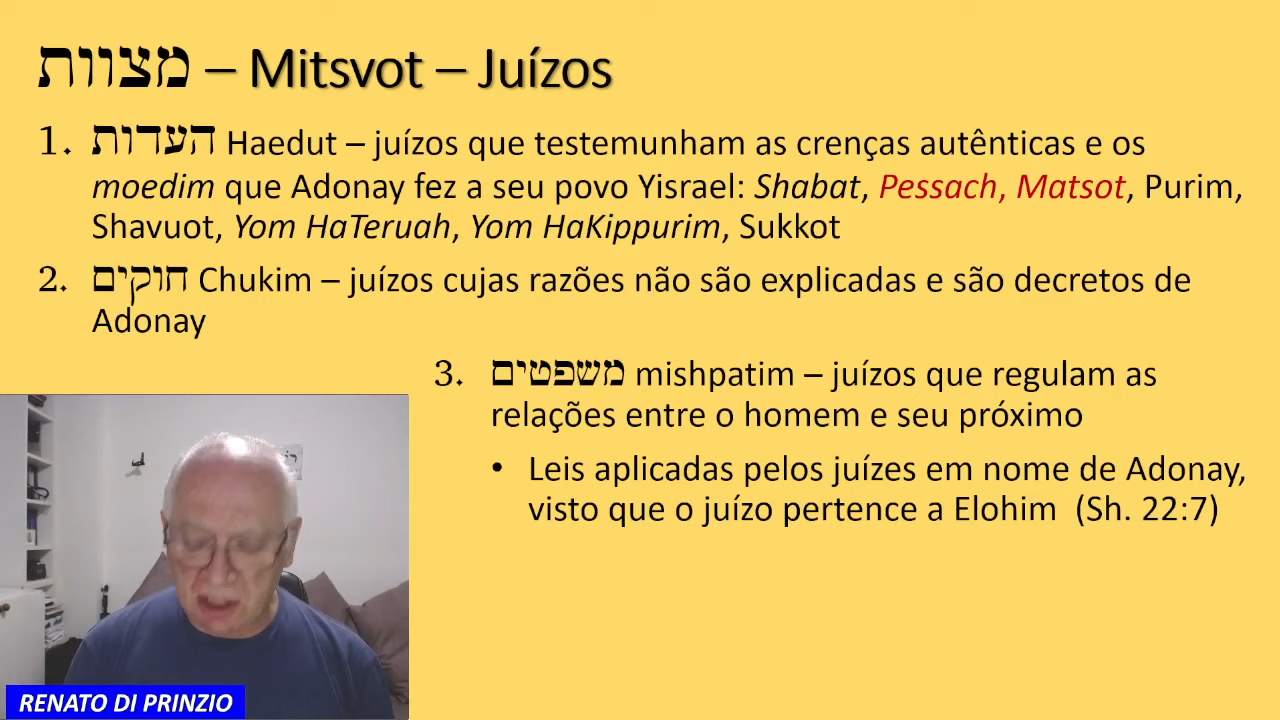 מצוות – Mitsvot – Juízos
1. העדות Haedut – juízos que testemunham as crenças autênticas e os
moedim que Adonay fez a seu povo Yisrael: Shabat, Pessach, Matsot, Purim,
Shavuot, Yom HaTeruah, Yom HaKippurim, Sukkot
2. חוקים Chukim – juízos cujas razões não são explicadas e são decretos de
Adonay
3. משפטים mishpatim – juízos que regulam as
relações entre o homem e seu próximo
• Leis aplicadas pelos juízes em nome de Adonay,
visto que o juízo pertence a Elohim (Sh. 22:7)
RENATO DI PRINZIO